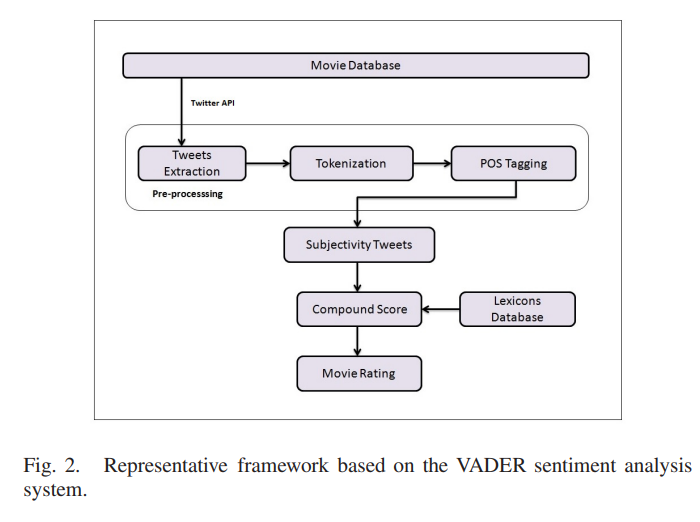 Movie Database
Twitter API
Tweets
Extraction
Tokenization
POS Tagging
Pre-processsing
Subjectivity Tweets
Compound Score
Lexicons
Database
Movie Rating
Fig. 2. Representative framework based on the VADER sentiment analysis
system.